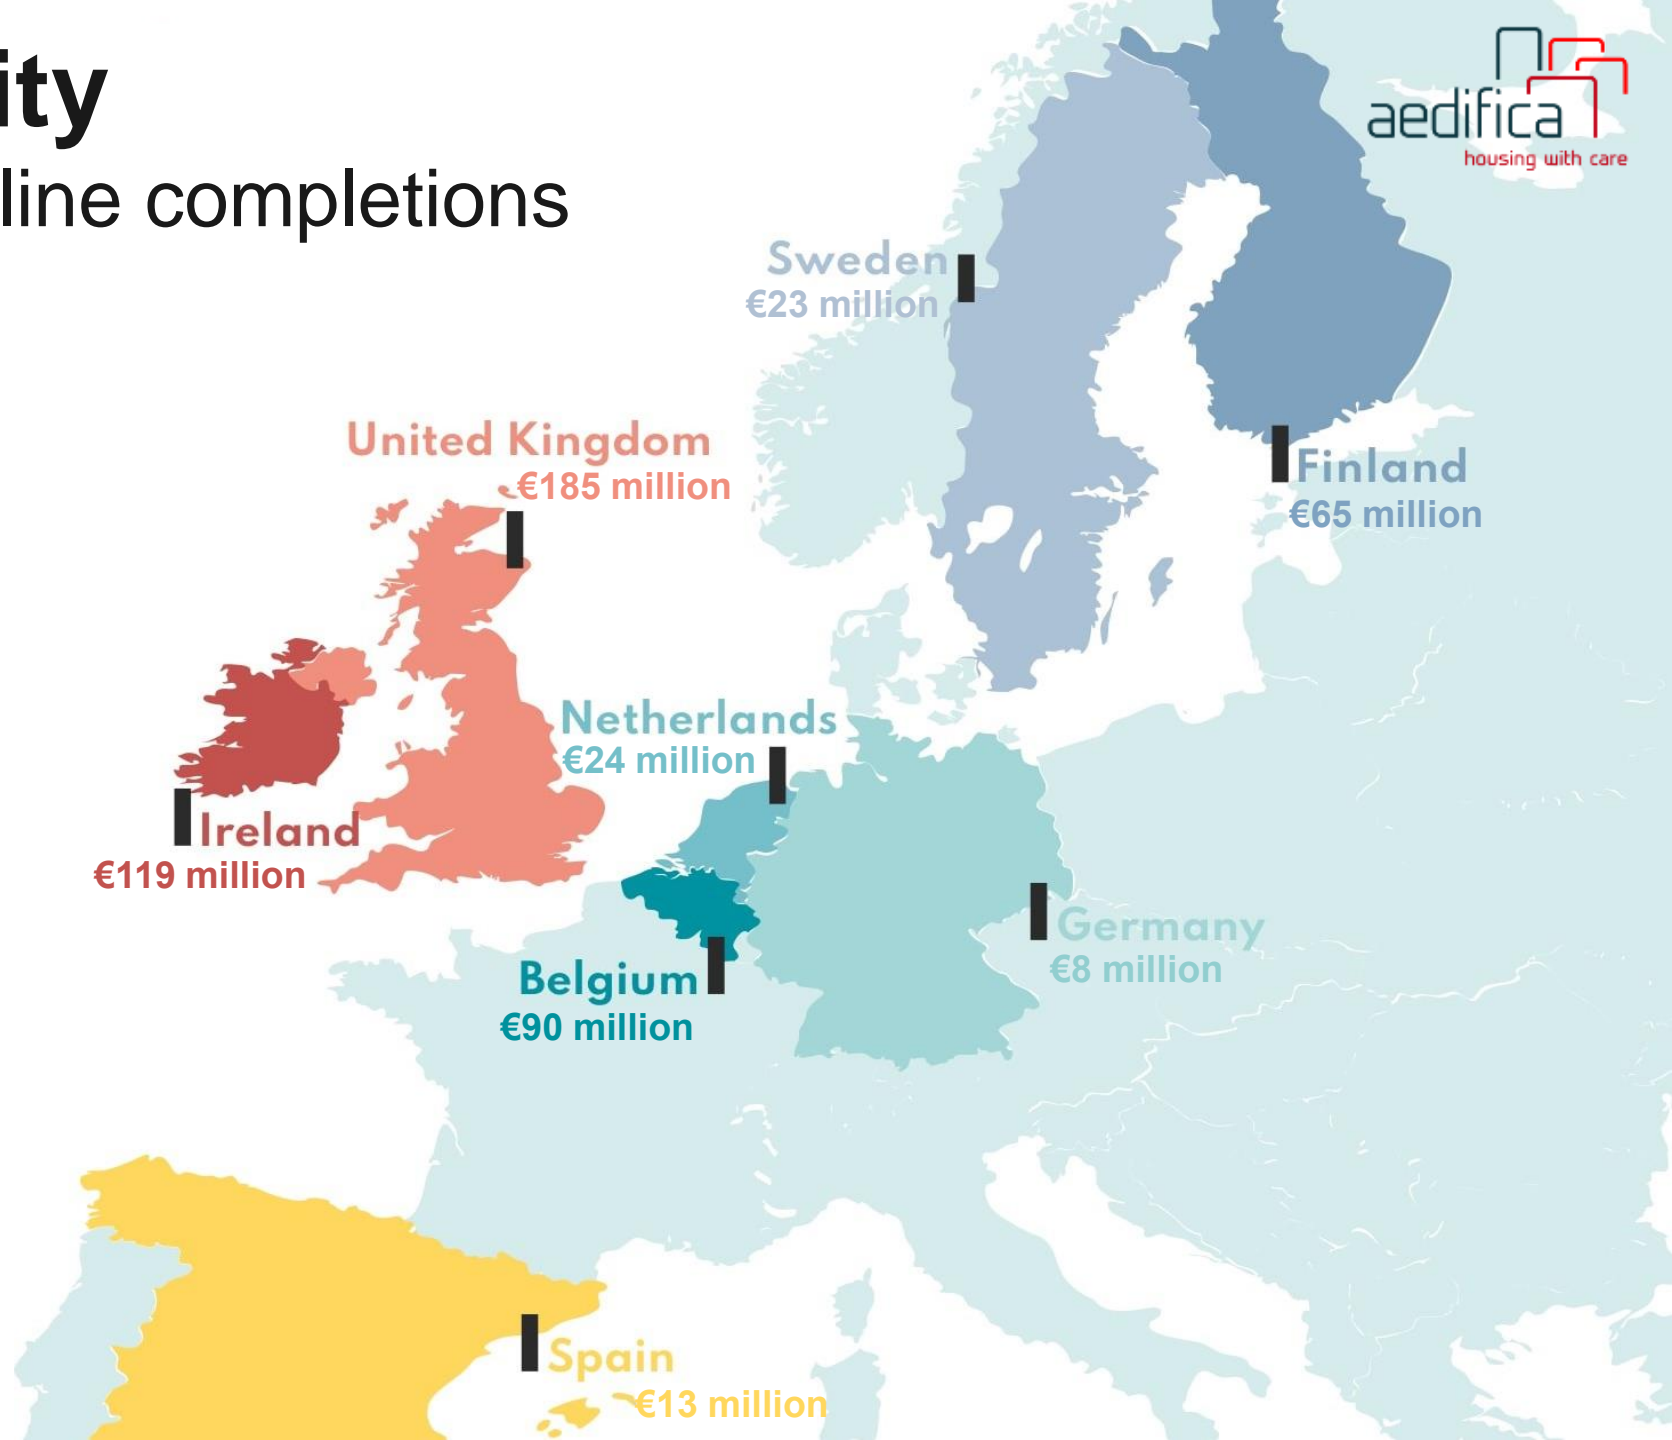 ity
line completions
aedifica
housing with care
Sweden
€23 million
United Kingdom
€185 million
Finland
€65 million
Netherlands
€24 million
Ireland
€119 million
Germany
€8 million
Belgium
€90 million
Spain
€13 million